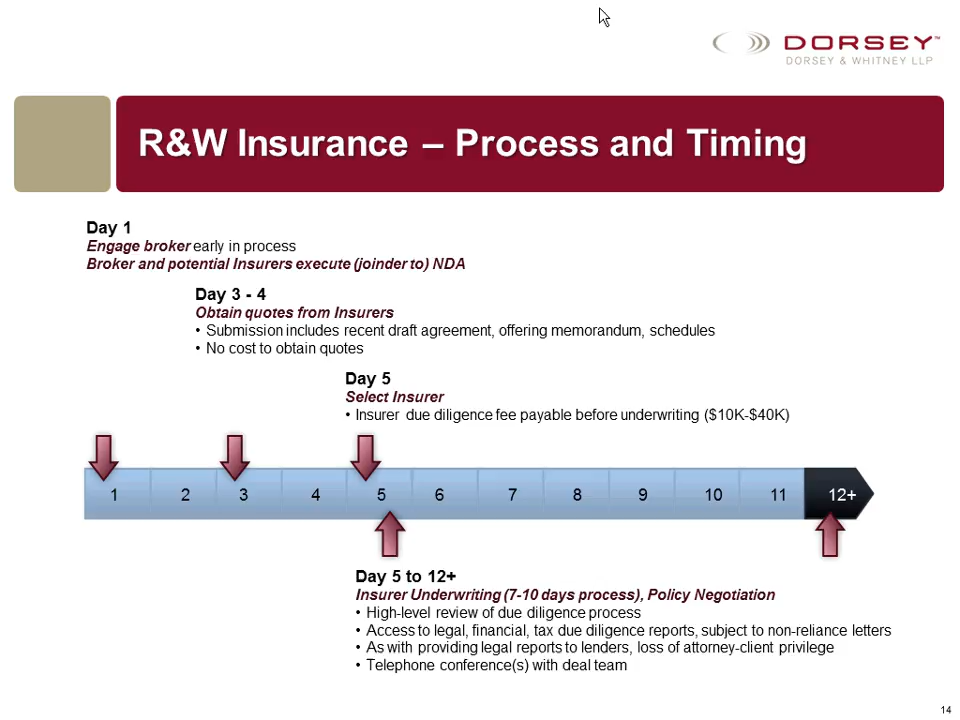 DORSEY™
DORSEY & WHITNEY LLP
R&W Insurance – Process and Timing
Day 1
Engage broker early in process
Broker and potential Insurers execute (joinder to) NDA
Day 3 - 4
Obtain quotes from Insurers
• Submission includes recent draft agreement, offering memorandum, schedules
• No cost to obtain quotes
Day 5
Select Insurer
• Insurer due diligence fee payable before underwriting ($10K-$40K)
1 2 3 4 5 6 7 8 9 10 11 12+
Day 5 to 12+
Insurer Underwriting (7-10 days process), Policy Negotiation
• High-level review of due diligence process
• Access to legal, financial, tax due diligence reports, subject to non-reliance letters
• As with providing legal reports to lenders, loss of attorney-client privilege
• Telephone conference(s) with deal team
14